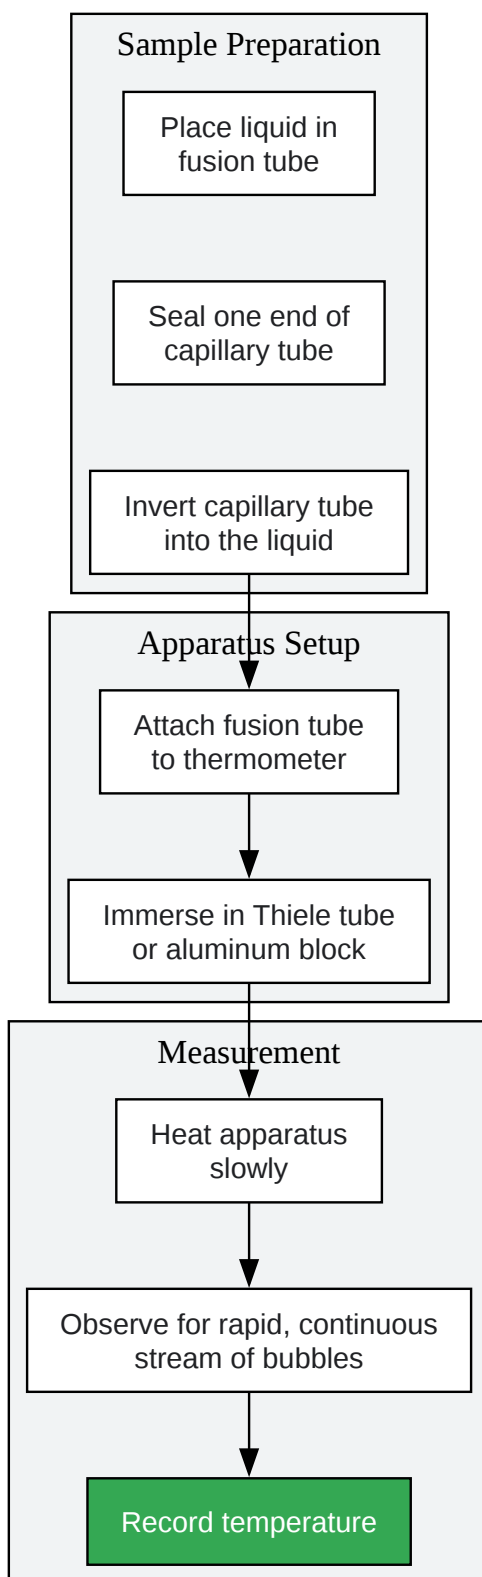 Sample Preparation
Place liquid in
fusion tube
Seal one end of
capillary tube
Invert capillary tube
into the liquid
Apparatus Setup
Attach fusion tube
to thermometer
Immerse in Thiele tube
or aluminum block
Measurement
Heat apparatus
slowly
Observe for rapid, continuous
stream of bubbles
Record temperature